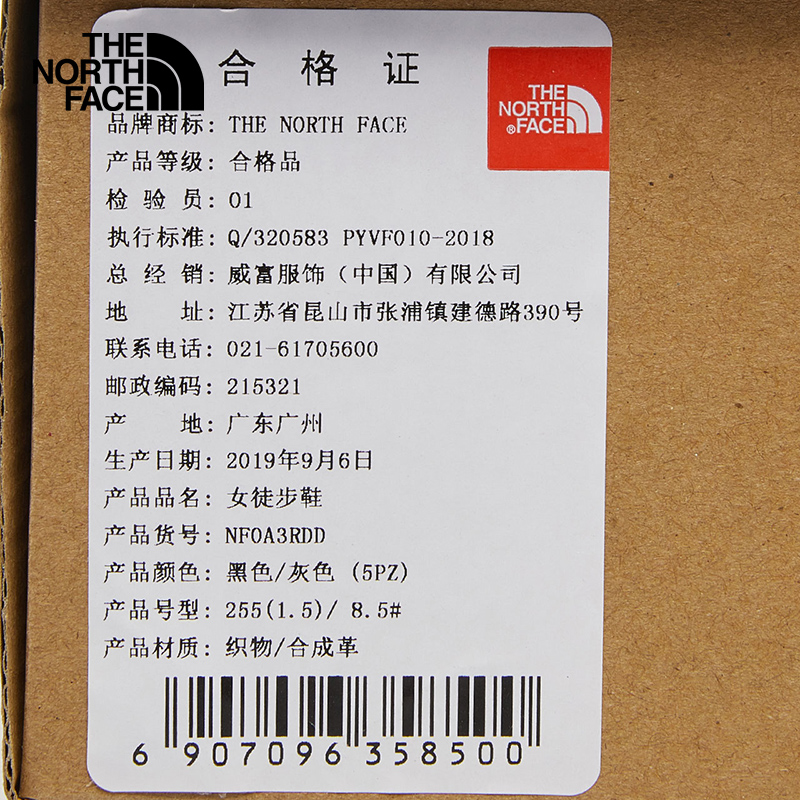 THE
NORTH
FACE
合格证
THE
NORTH
®FACE
品牌商标: THE NORTH FACE
产品等级: 合格品
检验员: 01
执行标准: Q/320583 PYVF010-2018
总经销: 威富服饰（中国）有限公司
地址: 江苏省昆山市张浦镇建德路390号
联系电话: 021-61705600
邮政编码: 215321
产地: 广东广州
生产日期: 2019年9月6日
产品品名: 女徒步鞋
产品货号: NF0A3RDD
产品颜色: 黑色/灰色 (5PZ)
产品号型: 255(1.5)/ 8.5#
产品材质: 织物/合成革
6 907096 358500